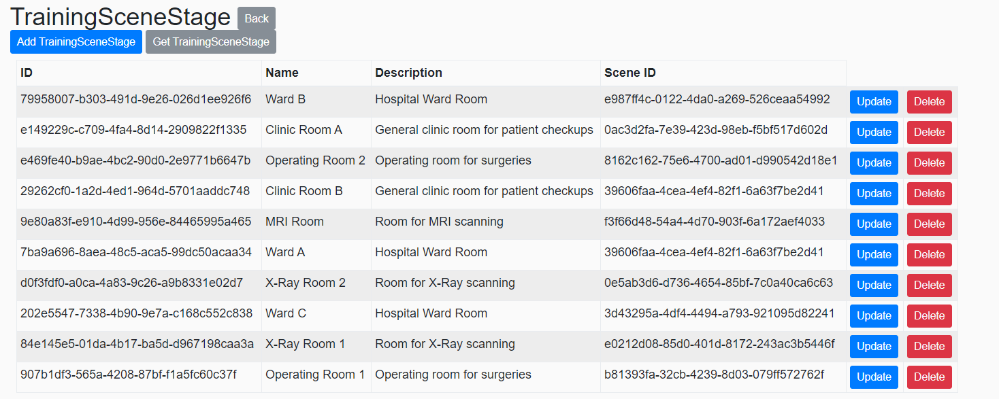 TrainingSceneStage Back
Add TrainingSceneStage Get TrainingSceneStage
ID Name Description Scene ID
79958007-b303-491d-9e26-026d1ee926f6 Ward B Hospital Ward Room e987ff4c-0122-4da0-a269-526ceaa54992 Update Delete
e149229c-c709-4fa4-8d14-2909822f1335 Clinic Room A General clinic room for patient checkups 0ac3d2fa-7e39-423d-98eb-f5bf517d602d Update Delete
e469fe40-b9ae-4bc2-90d0-2e9771b6647b Operating Room 2 Operating room for surgeries 8162c162-75e6-4700-ad01-d990542d18e1 Update Delete
29262cf0-1a2d-4ed1-964d-5701aaddc748 Clinic Room B General clinic room for patient checkups 39606faa-4cea-4ef4-82f1-6a63f7be2d41 Update Delete
9e80a83f-e910-4d99-956e-84465995a465 MRI Room Room for MRI scanning f3f66d48-54a4-4d70-903f-6a172aef4033 Update Delete
7ba9a696-8aea-48c5-aca5-99dc50acaa34 Ward A Hospital Ward Room 39606faa-4cea-4ef4-82f1-6a63f7be2d41 Update Delete
d0f3fdf0-a0ca-4a83-9c26-a9b8331e02d7 X-Ray Room 2 Room for X-Ray scanning 0e5ab3d6-d736-4654-85bf-7c0a40ca6c63 Update Delete
202e5547-7338-4b90-9e7a-c168c552c838 Ward C Hospital Ward Room 3d43295a-4df4-4494-a793-921095d82241 Update Delete
84e145e5-01da-4b17-ba5d-d967198caa3a X-Ray Room 1 Room for X-Ray scanning e0212d08-85d0-401d-8172-243ac3b5446f Update Delete
907b1df3-565a-4208-87bf-f1a5fc60c37f Operating Room 1 Operating room for surgeries b81393fa-32cb-4239-8d03-079ff572762f Update Delete